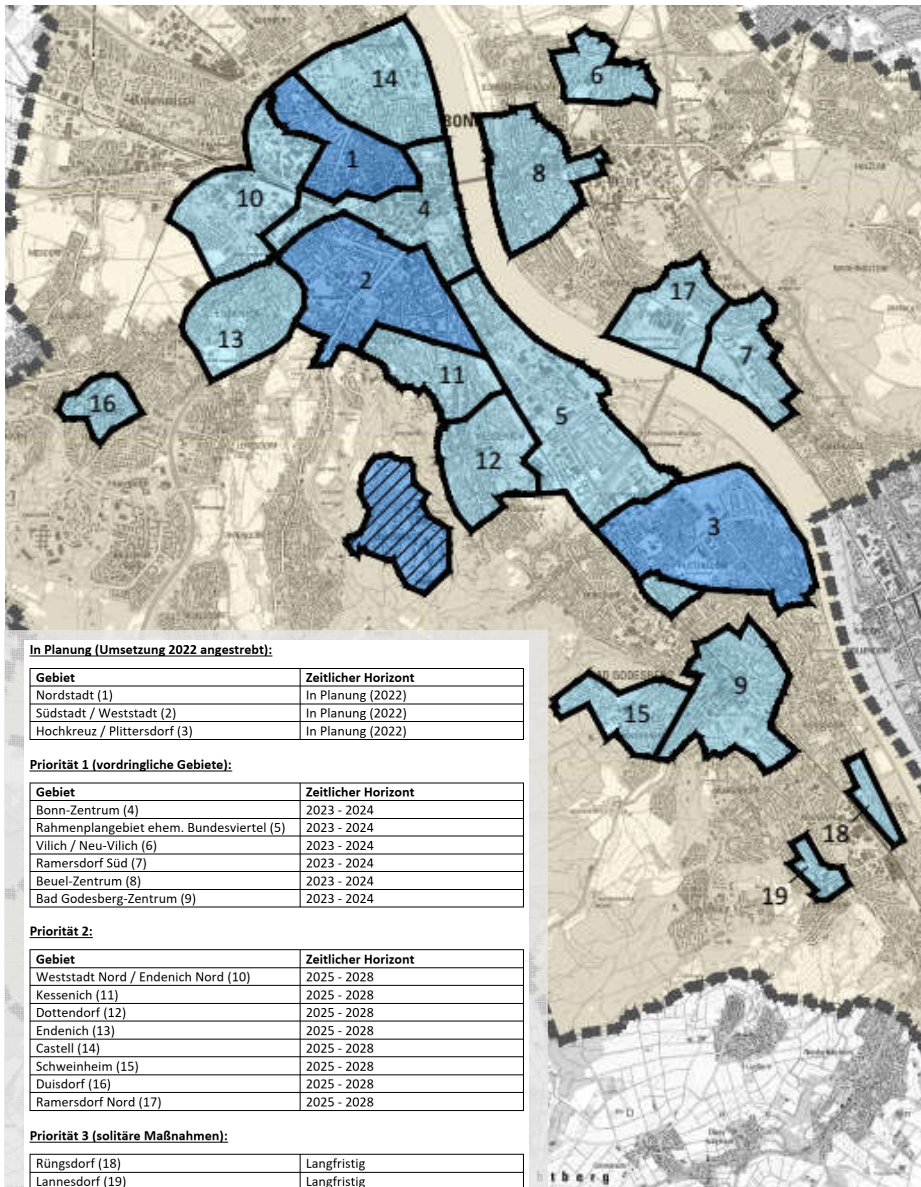 14
6
BONN
1
8
10
4
2
17
13
7
11
16
5
12
3
BAD GODESBERG
9
15
18
19
In Planung (Umsetzung 2022 angestrebt):
Gebiet Zeitlicher Horizont
Nordstadt (1) In Planung (2022)
Südstadt / Weststadt (2) In Planung (2022)
Hochkreuz / Plittersdorf (3) In Planung (2022)
Priorität 1 (vordringliche Gebiete):
Gebiet Zeitlicher Horizont
Bonn-Zentrum (4) 2023 - 2024
Rahmenplangebiet ehem. Bundesviertel (5) 2023 - 2024
Vilich / Neu-Vilich (6) 2023 - 2024
Ramersdorf Süd (7) 2023 - 2024
Beuel-Zentrum (8) 2023 - 2024
Bad Godesberg-Zentrum (9) 2023 - 2024
Priorität 2:
Gebiet Zeitlicher Horizont
Weststadt Nord / Endenich Nord (10) 2025 - 2028
Kessenich (11) 2025 - 2028
Dottendorf (12) 2025 - 2028
Endenich (13) 2025 - 2028
Castell (14) 2025 - 2028
Schweinheim (15) 2025 - 2028
Duisdorf (16) 2025 - 2028
Ramersdorf Nord (17) 2025 - 2028
Priorität 3 (solitäre Maßnahmen):
Rüngsdorf (18) Langfristig
Lannesdorf (19) Langfristig